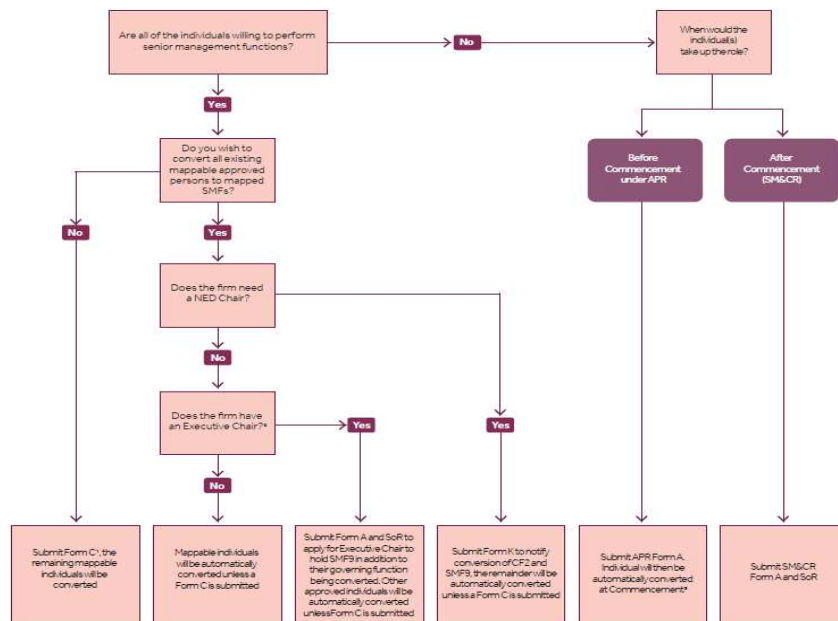 Are all of the individuals willing to perform
senior management functions?
No
When would the
individual(s)
take up the role?
Yes
Do you wish to
convert all existing
mappable approved
persons to mapped
SMFs?
Before
Commencement
under APR
After
Commencement
(SM&CR)
No
Yes
Does the firm need
a NED Chair?
No
Does the firm have
an Executive Chair?*
Yes
Yes
No
Submit Form C¹, the
remaining mappable
individuals will be
converted
Mappable individuals
will be automatically
converted unless a
Form C is submitted
Submit Form A and SoR to
apply for Executive Chair to
hold SMF9 in addition to
their governing function
being converted. Other
approved individuals will be
automatically converted
unless Form C is submitted
Submit Form K to notify
conversion of CF2 and
SMF9, the remainder will be
automatically converted
unless a Form C is submitted
Submit APR Form A.
Individual will then be
automatically converted
at Commencement*
Submit SM&CR
Form A and SoR